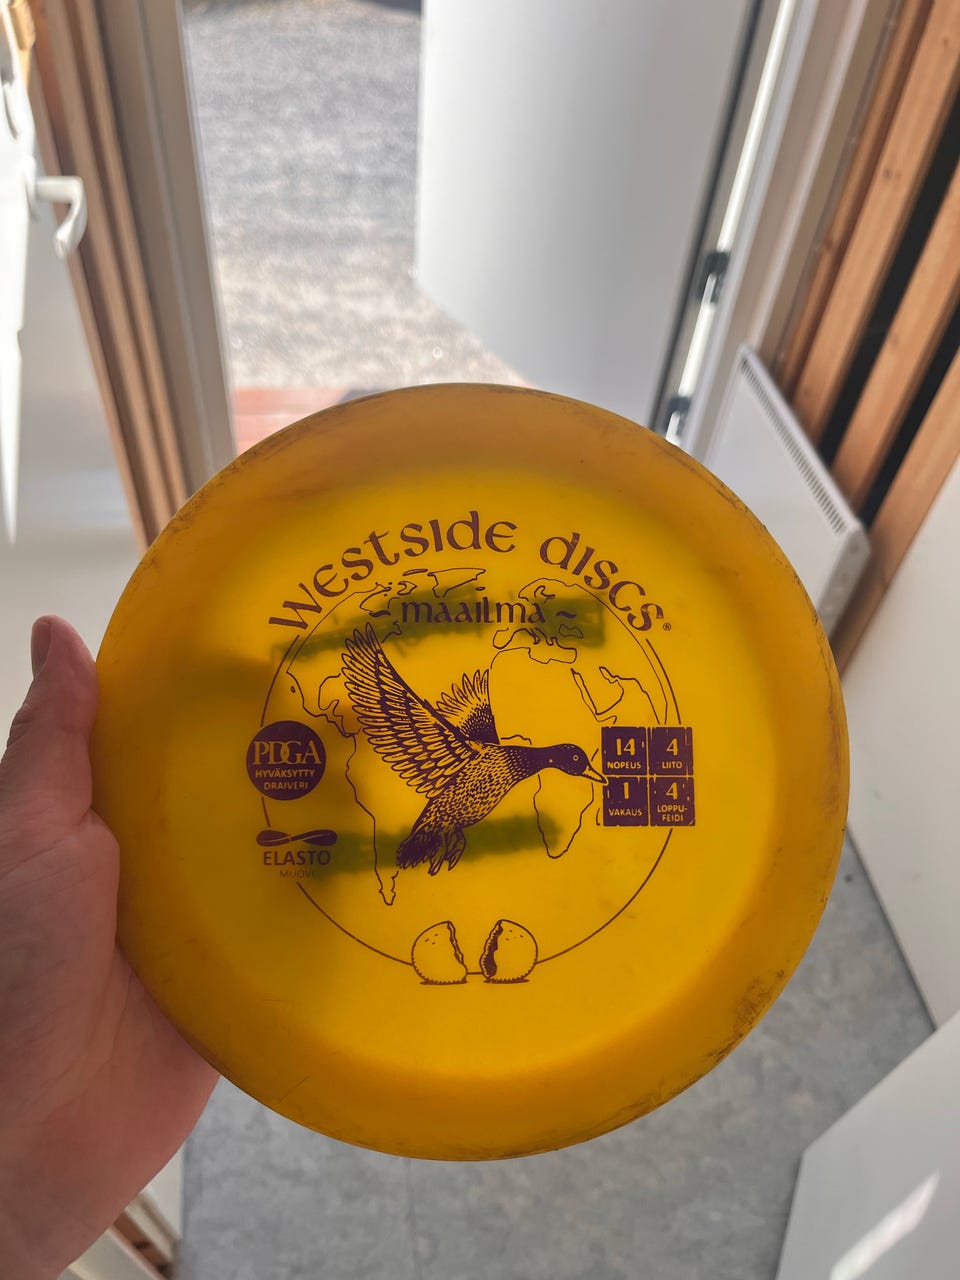 westside discs®
~ maailma ~
PDGA
HYVÄKSYTTY
DRAIVERI
14
NOPEUS
4
LIITO
1
VAKAUS
4
LOPPU-
FEIDI
ELASTO
MUOVI